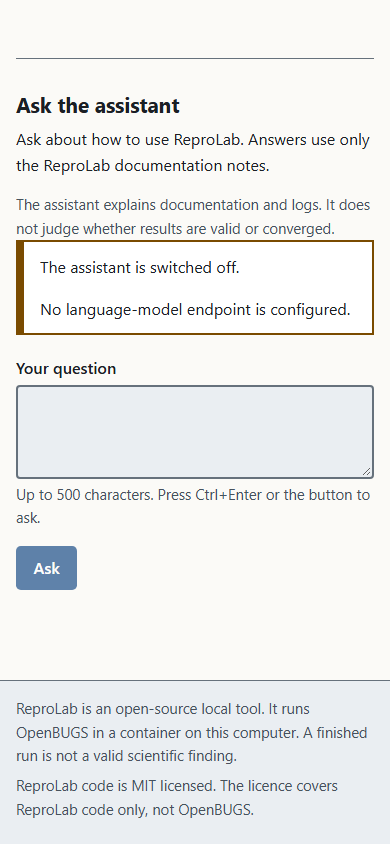 Ask the assistant
Ask about how to use ReproLab. Answers use only
the ReproLab documentation notes.
The assistant explains documentation and logs. It does
not judge whether results are valid or converged.
The assistant is switched off.
No language-model endpoint is configured.
Your question
Up to 500 characters. Press Ctrl+Enter or the button to
ask.
Ask
ReproLab is an open-source local tool. It runs
OpenBUGS in a container on this computer. A finished
run is not a valid scientific finding.
ReproLab code is MIT licensed. The licence covers
ReproLab code only, not OpenBUGS.